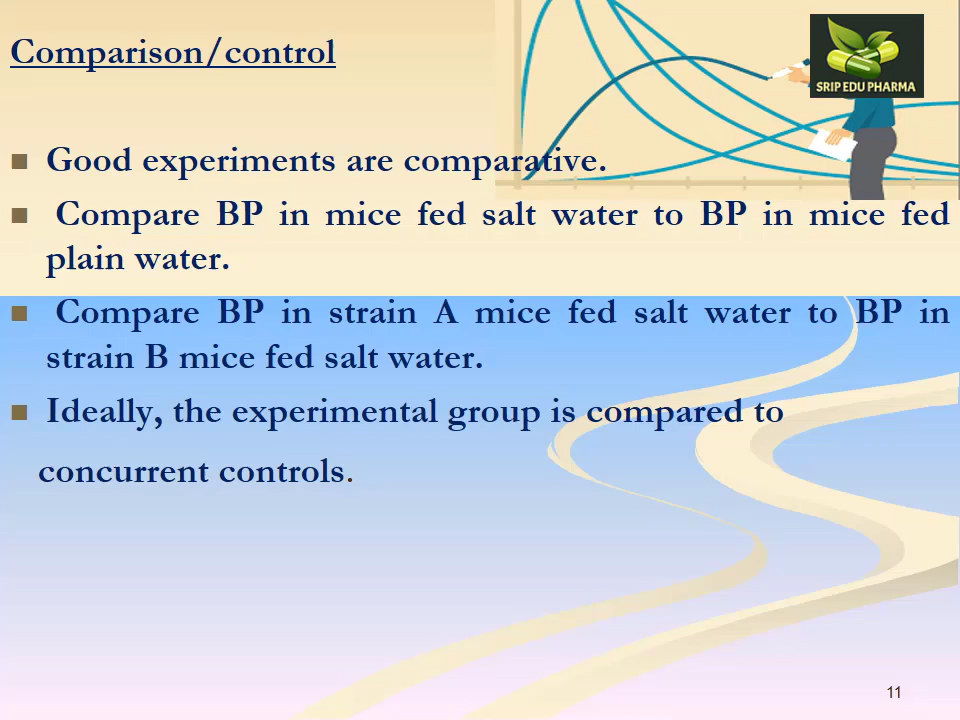 Comparison/control
SRIP EDU PHARMA
■ Good experiments are comparative.
■ Compare BP in mice fed salt water to BP in mice fed
plain water.
■ Compare BP in strain A mice fed salt water to BP in
strain B mice fed salt water.
■ Ideally, the experimental group is compared to
concurrent controls.
11